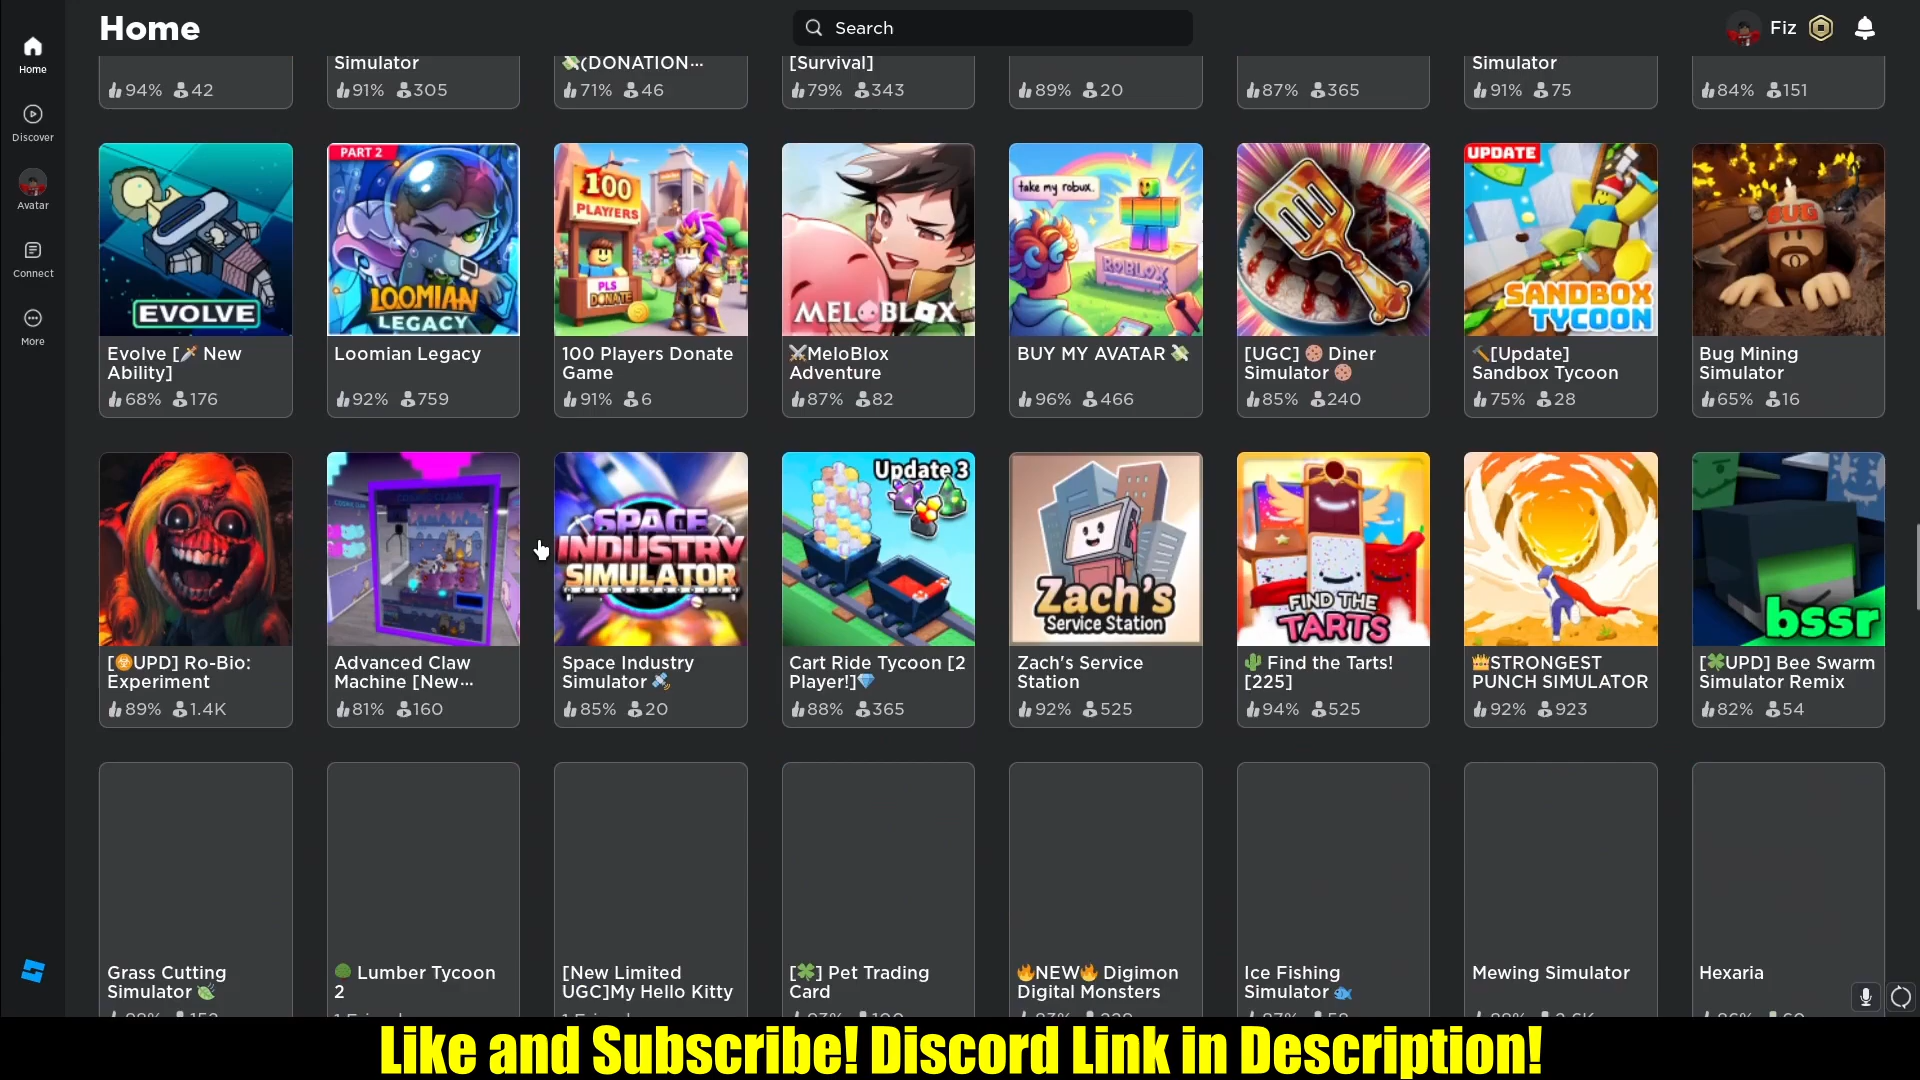 Home
Search
Fiz
Home
Discover
Avatar
Connect
More
Simulator
💸(DONATION...
[Survival]
Simulator
94% 42
91% 305
71% 46
79% 343
89% 20
87% 365
91% 75
84% 151
EVOLVE
PART 2
LOOMIAN
LEGACY
100
PLAYERS
PLS
DONATE
MELOBLOX
take my robux.
ROBLOX
UPDATE
SANDBOX
TYCOON
BUG
Evolve [🗡️ New
Ability]
68% 176
Loomian Legacy
92% 759
100 Players Donate
Game
91% 6
⚔️MeloBlox
Adventure
87% 82
BUY MY AVATAR 💸
96% 466
[UGC] 🍪 Diner
Simulator 🍪
85% 240
⛏️[Update]
Sandbox Tycoon
75% 28
Bug Mining
Simulator
65% 16
SPACE
INDUSTRY
SIMULATOR
Update 3
Zach's
Service Station
FIND THE
TARTS
bssr
[☣️UPD] Ro-Bio:
Experiment
89% 1.4K
Advanced Claw
Machine [New...
81% 160
Space Industry
Simulator 🛰️
85% 20
Cart Ride Tycoon [2
Player!]💎
88% 365
Zach's Service
Station
92% 525
🌵 Find the Tarts!
[225]
94% 525
👑STRONGEST
PUNCH SIMULATOR
92% 923
[🍀UPD] Bee Swarm
Simulator Remix
82% 54
Grass Cutting
Simulator 🍃
🌳 Lumber Tycoon
2
[New Limited
UGC]My Hello Kitty
[🍀] Pet Trading
Card
🔥NEW🔥 Digimon
Digital Monsters
Ice Fishing
Simulator 🐟
Mewing Simulator
Hexaria
Like and Subscribe! Discord Link in Description!